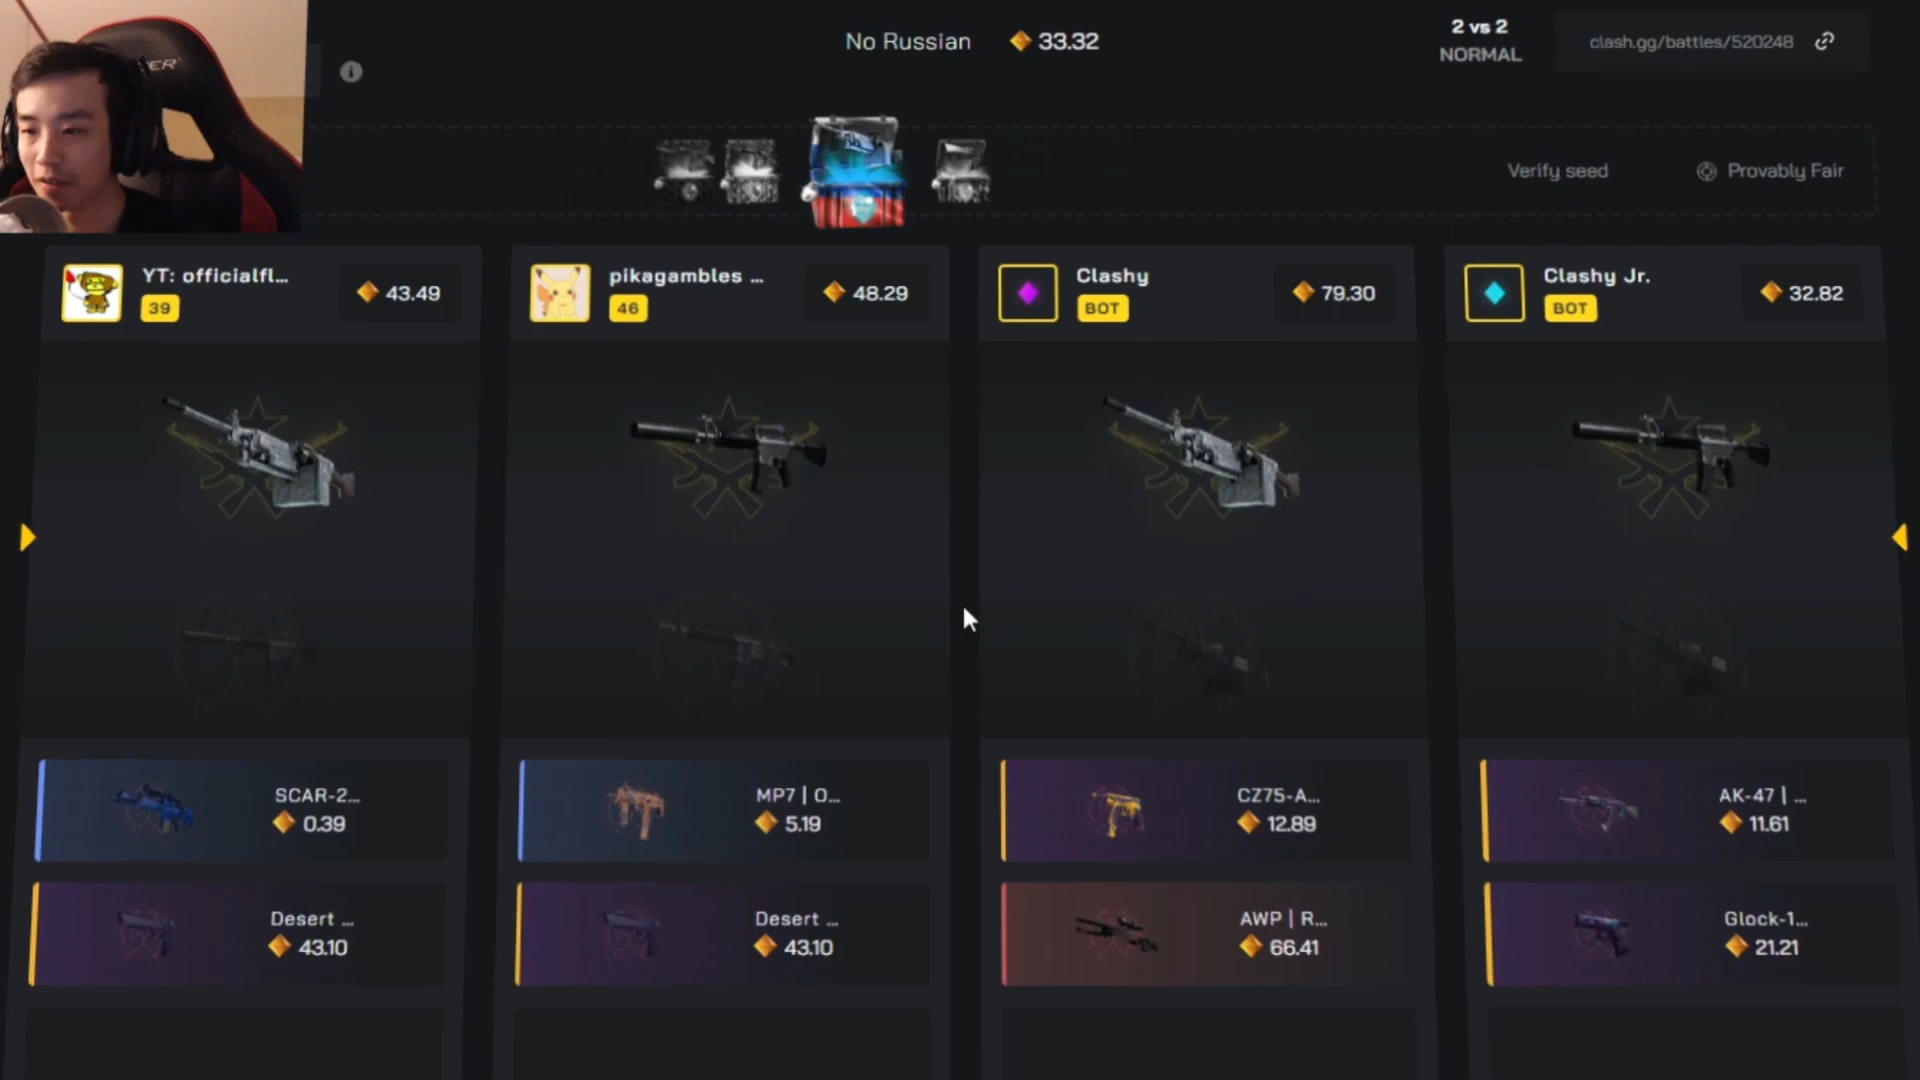 No Russian 33.32
2 vs 2
NORMAL
clash.gg/battles/520248
Verify seed
Provably Fair
YT: officialfl...
39
43.49
pikagambles ...
46
48.29
Clashy
BOT
79.30
Clashy Jr.
BOT
32.82
SCAR-2...
0.39
MP7 | O...
5.19
CZ75-A...
12.89
AK-47 | ...
11.61
Desert ...
43.10
Desert ...
43.10
AWP | R...
66.41
Glock-1...
21.21